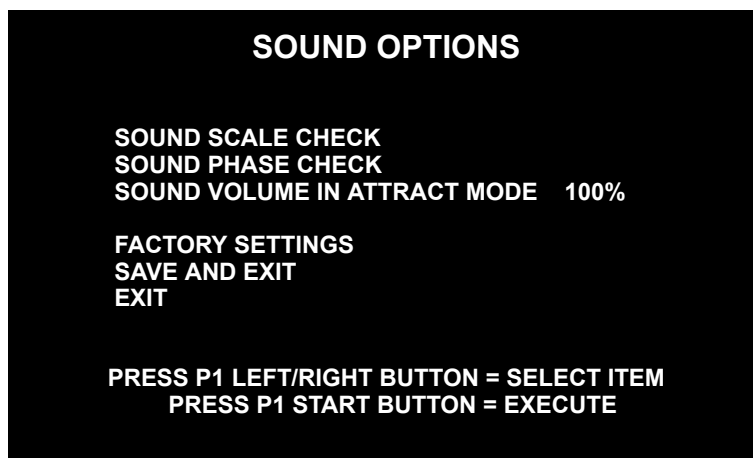 SOUND OPTIONS
SOUND SCALE CHECK
SOUND PHASE CHECK
SOUND VOLUME IN ATTRACT MODE 100%
FACTORY SETTINGS
SAVE AND EXIT
EXIT
PRESS P1 LEFT/RIGHT BUTTON = SELECT ITEM
PRESS P1 START BUTTON = EXECUTE